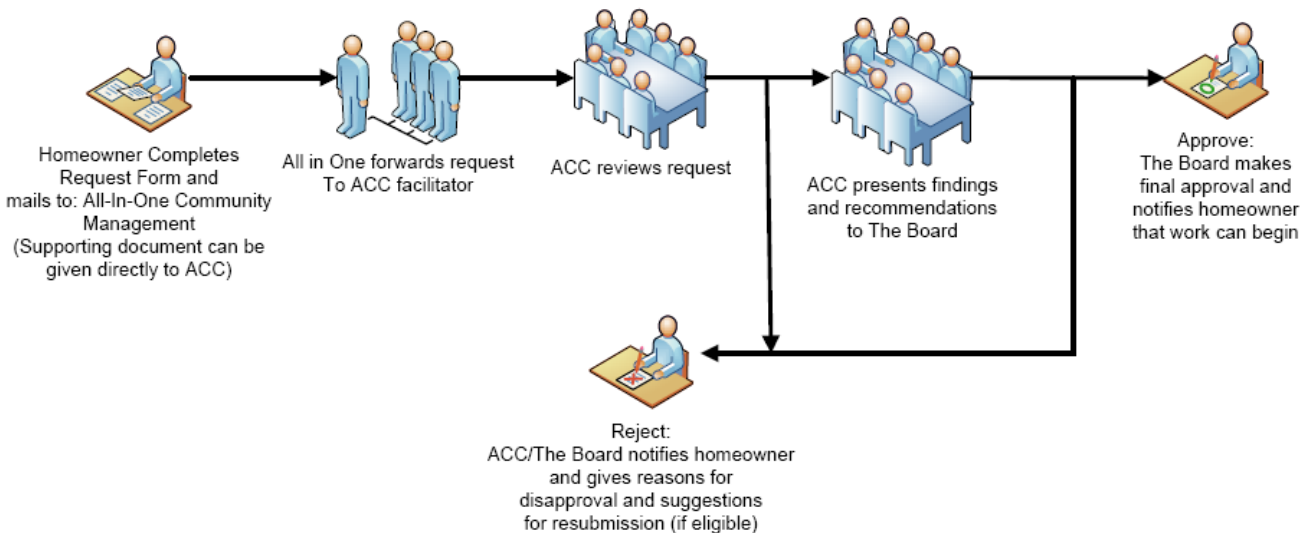 Homeowner Completes
Request Form and
mails to: All-In-One Community
Management
(Supporting document can be
given directly to ACC)
All in One forwards request
To ACC facilitator
ACC reviews request
ACC presents findings
and recommendations
to The Board
Approve:
The Board makes
final approval and
notifies homeowner
that work can begin
Reject:
ACC/The Board notifies homeowner
and gives reasons for
disapproval and suggestions
for resubmission (if eligible)